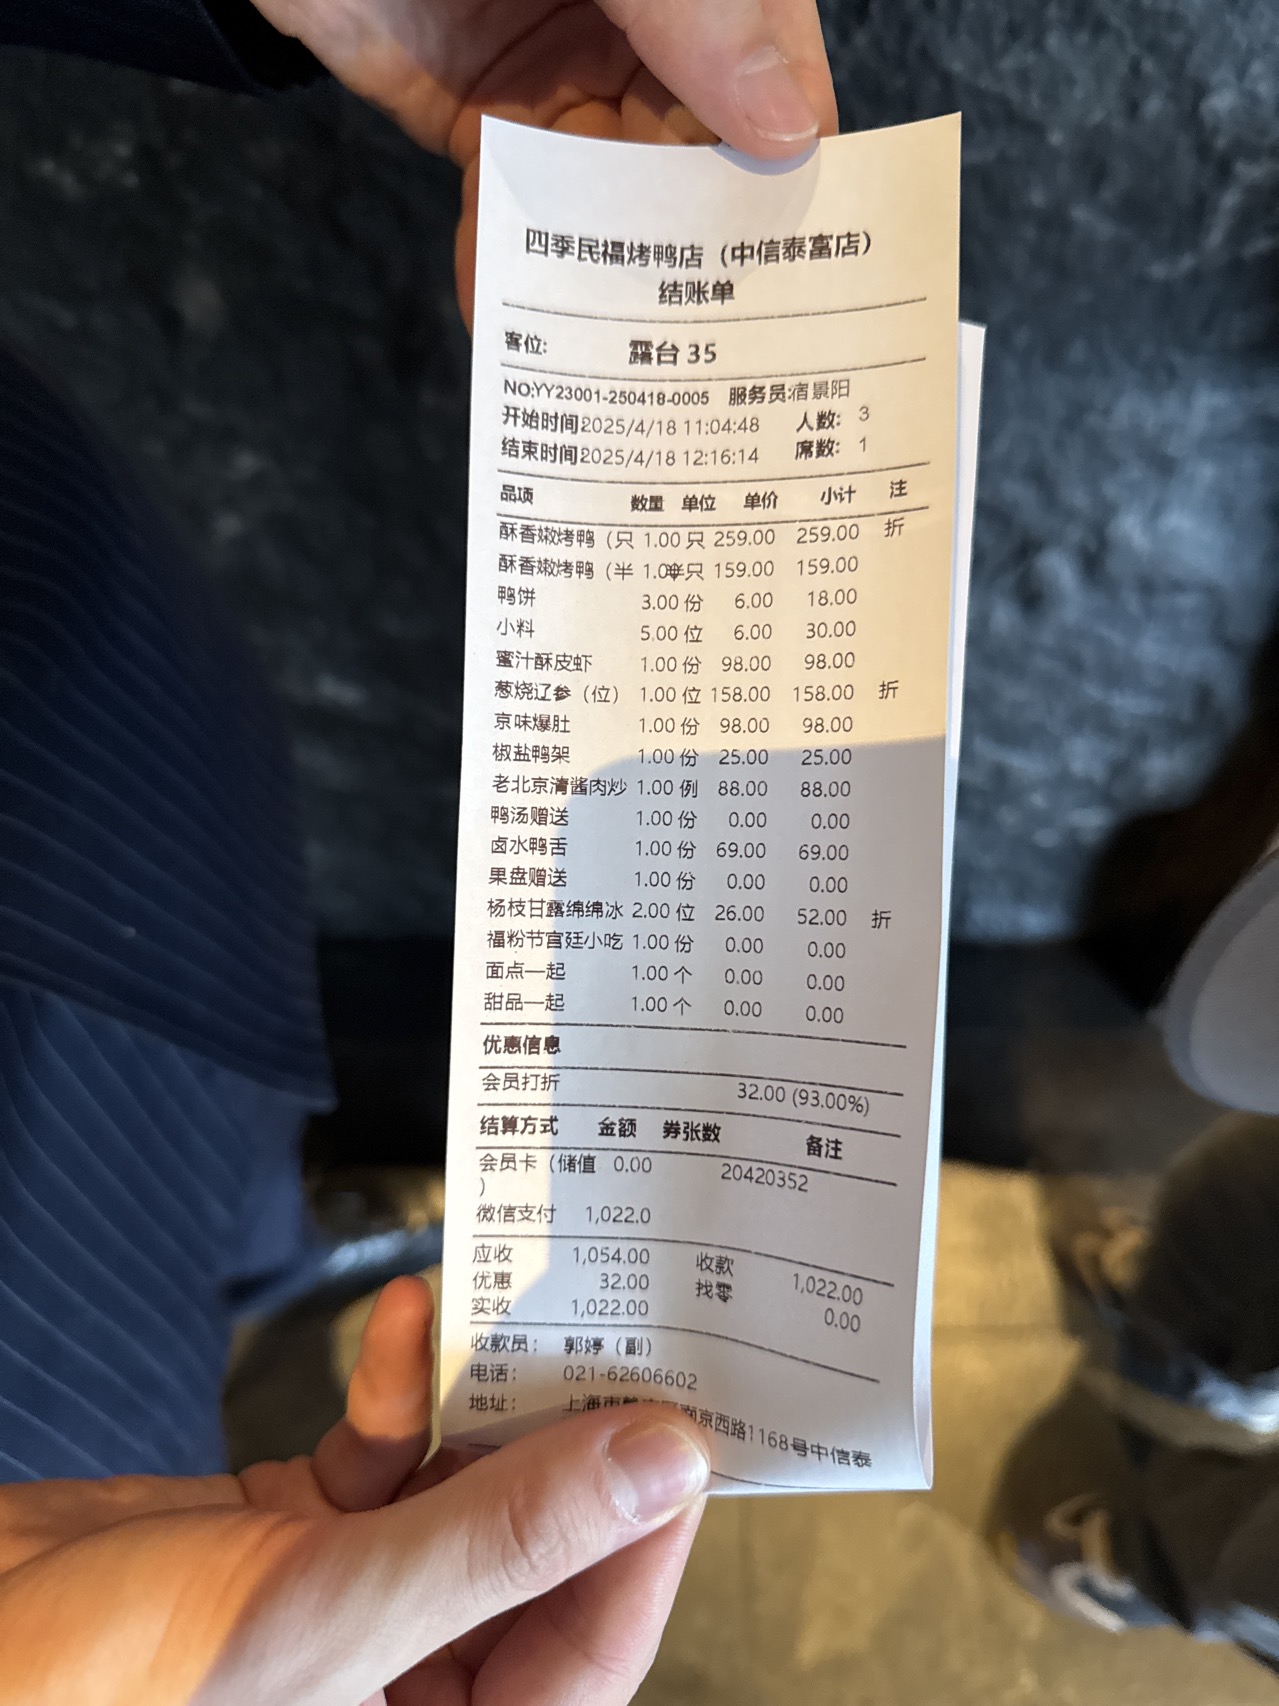 四季民福烤鸭店（中信泰富店）
结账单
客位: 露台 35
NO:YY23001-250418-0005 服务员:宿景阳
开始时间2025/4/18 11:04:48 人数: 3
结束时间2025/4/18 12:16:14 席数: 1
品项 数量 单位 单价 小计 注
酥香嫩烤鸭（只 1.00 只 259.00 259.00 折
酥香嫩烤鸭（半 1.00半只 159.00 159.00
鸭饼 3.00 份 6.00 18.00
小料 5.00 位 6.00 30.00
蜜汁酥皮虾 1.00 份 98.00 98.00
葱烧辽参（位） 1.00 位 158.00 158.00 折
京味爆肚 1.00 份 98.00 98.00
椒盐鸭架 1.00 份 25.00 25.00
老北京清酱肉炒 1.00 例 88.00 88.00
鸭汤赠送 1.00 份 0.00 0.00
卤水鸭舌 1.00 份 69.00 69.00
果盘赠送 1.00 份 0.00 0.00
杨枝甘露绵绵冰 2.00 位 26.00 52.00 折
福粉节宫廷小吃 1.00 份 0.00 0.00
面点一起 1.00 个 0.00 0.00
甜品一起 1.00 个 0.00 0.00
优惠信息
会员打折 32.00 (93.00%)
结算方式 金额 券张数 备注
会员卡（储值 0.00 20420352
）
微信支付 1,022.0
应收 1,054.00 收款 1,022.00
优惠 32.00 找零 0.00
实收 1,022.00
收款员: 郭婷（副）
电话: 021-62606602
地址: 上海市 南京西路1168号中信泰